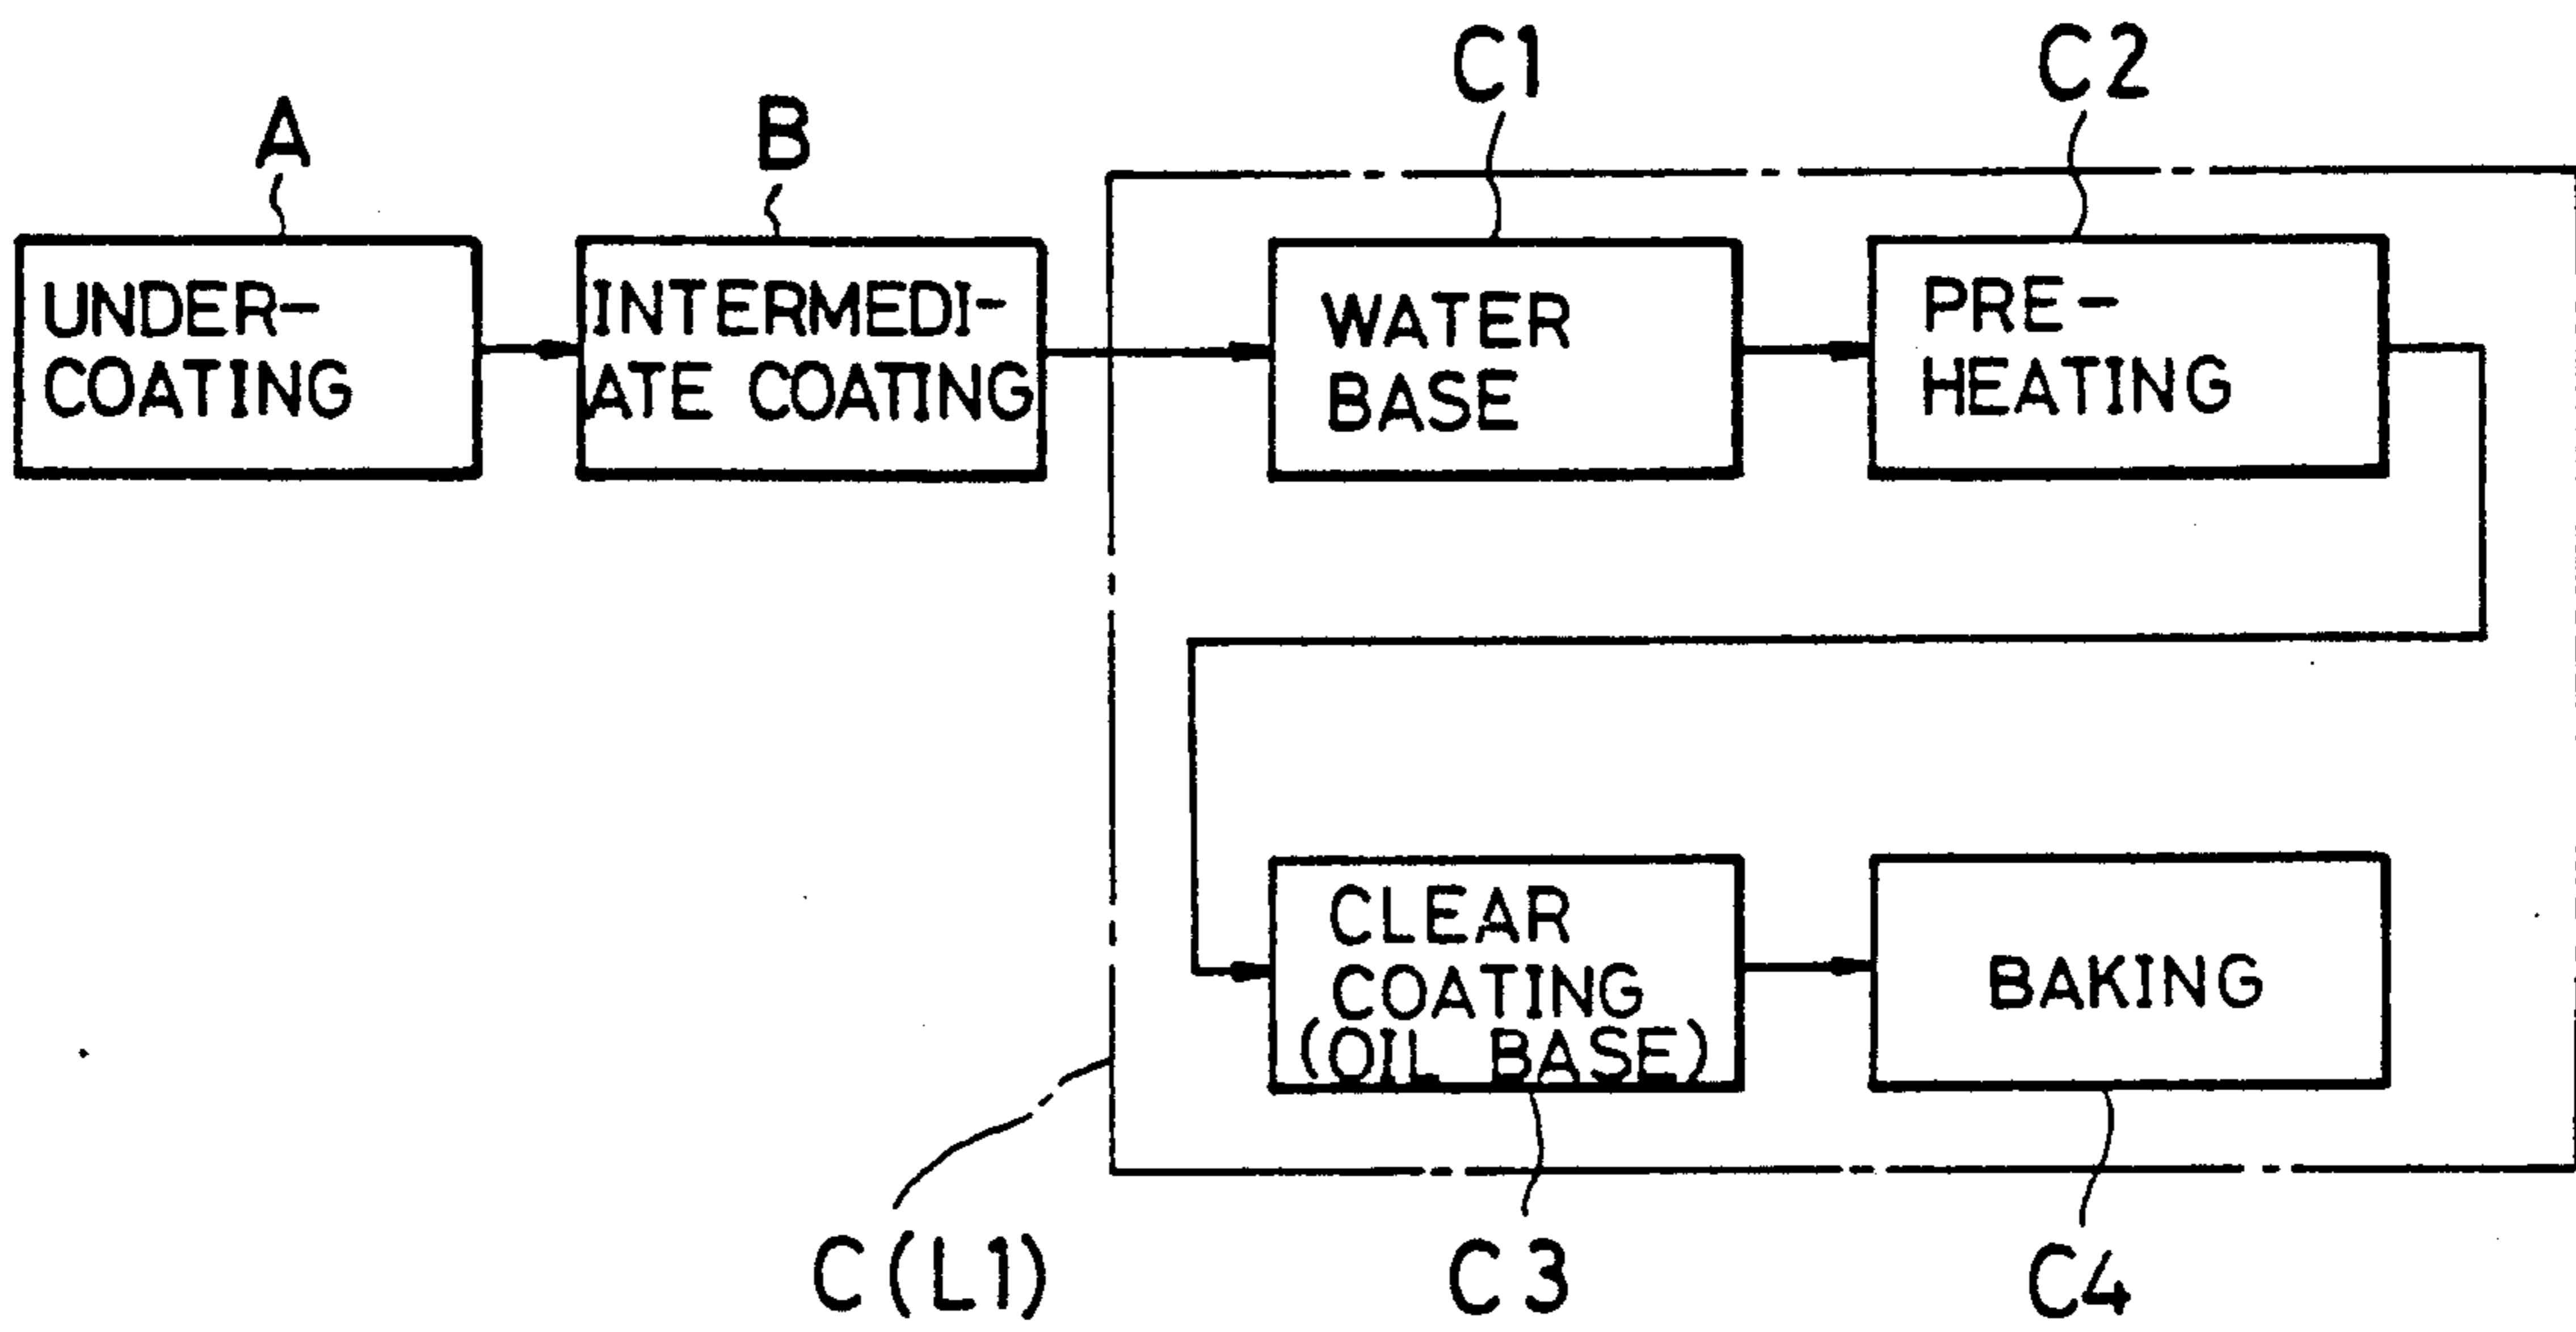 A
B
C1
C2
UNDER-
COATING
INTERMEDI-
ATE COATING
WATER
BASE
PRE-
HEATING
CLEAR
COATING
(OIL BASE)
BAKING
C(L1)
C3
C4